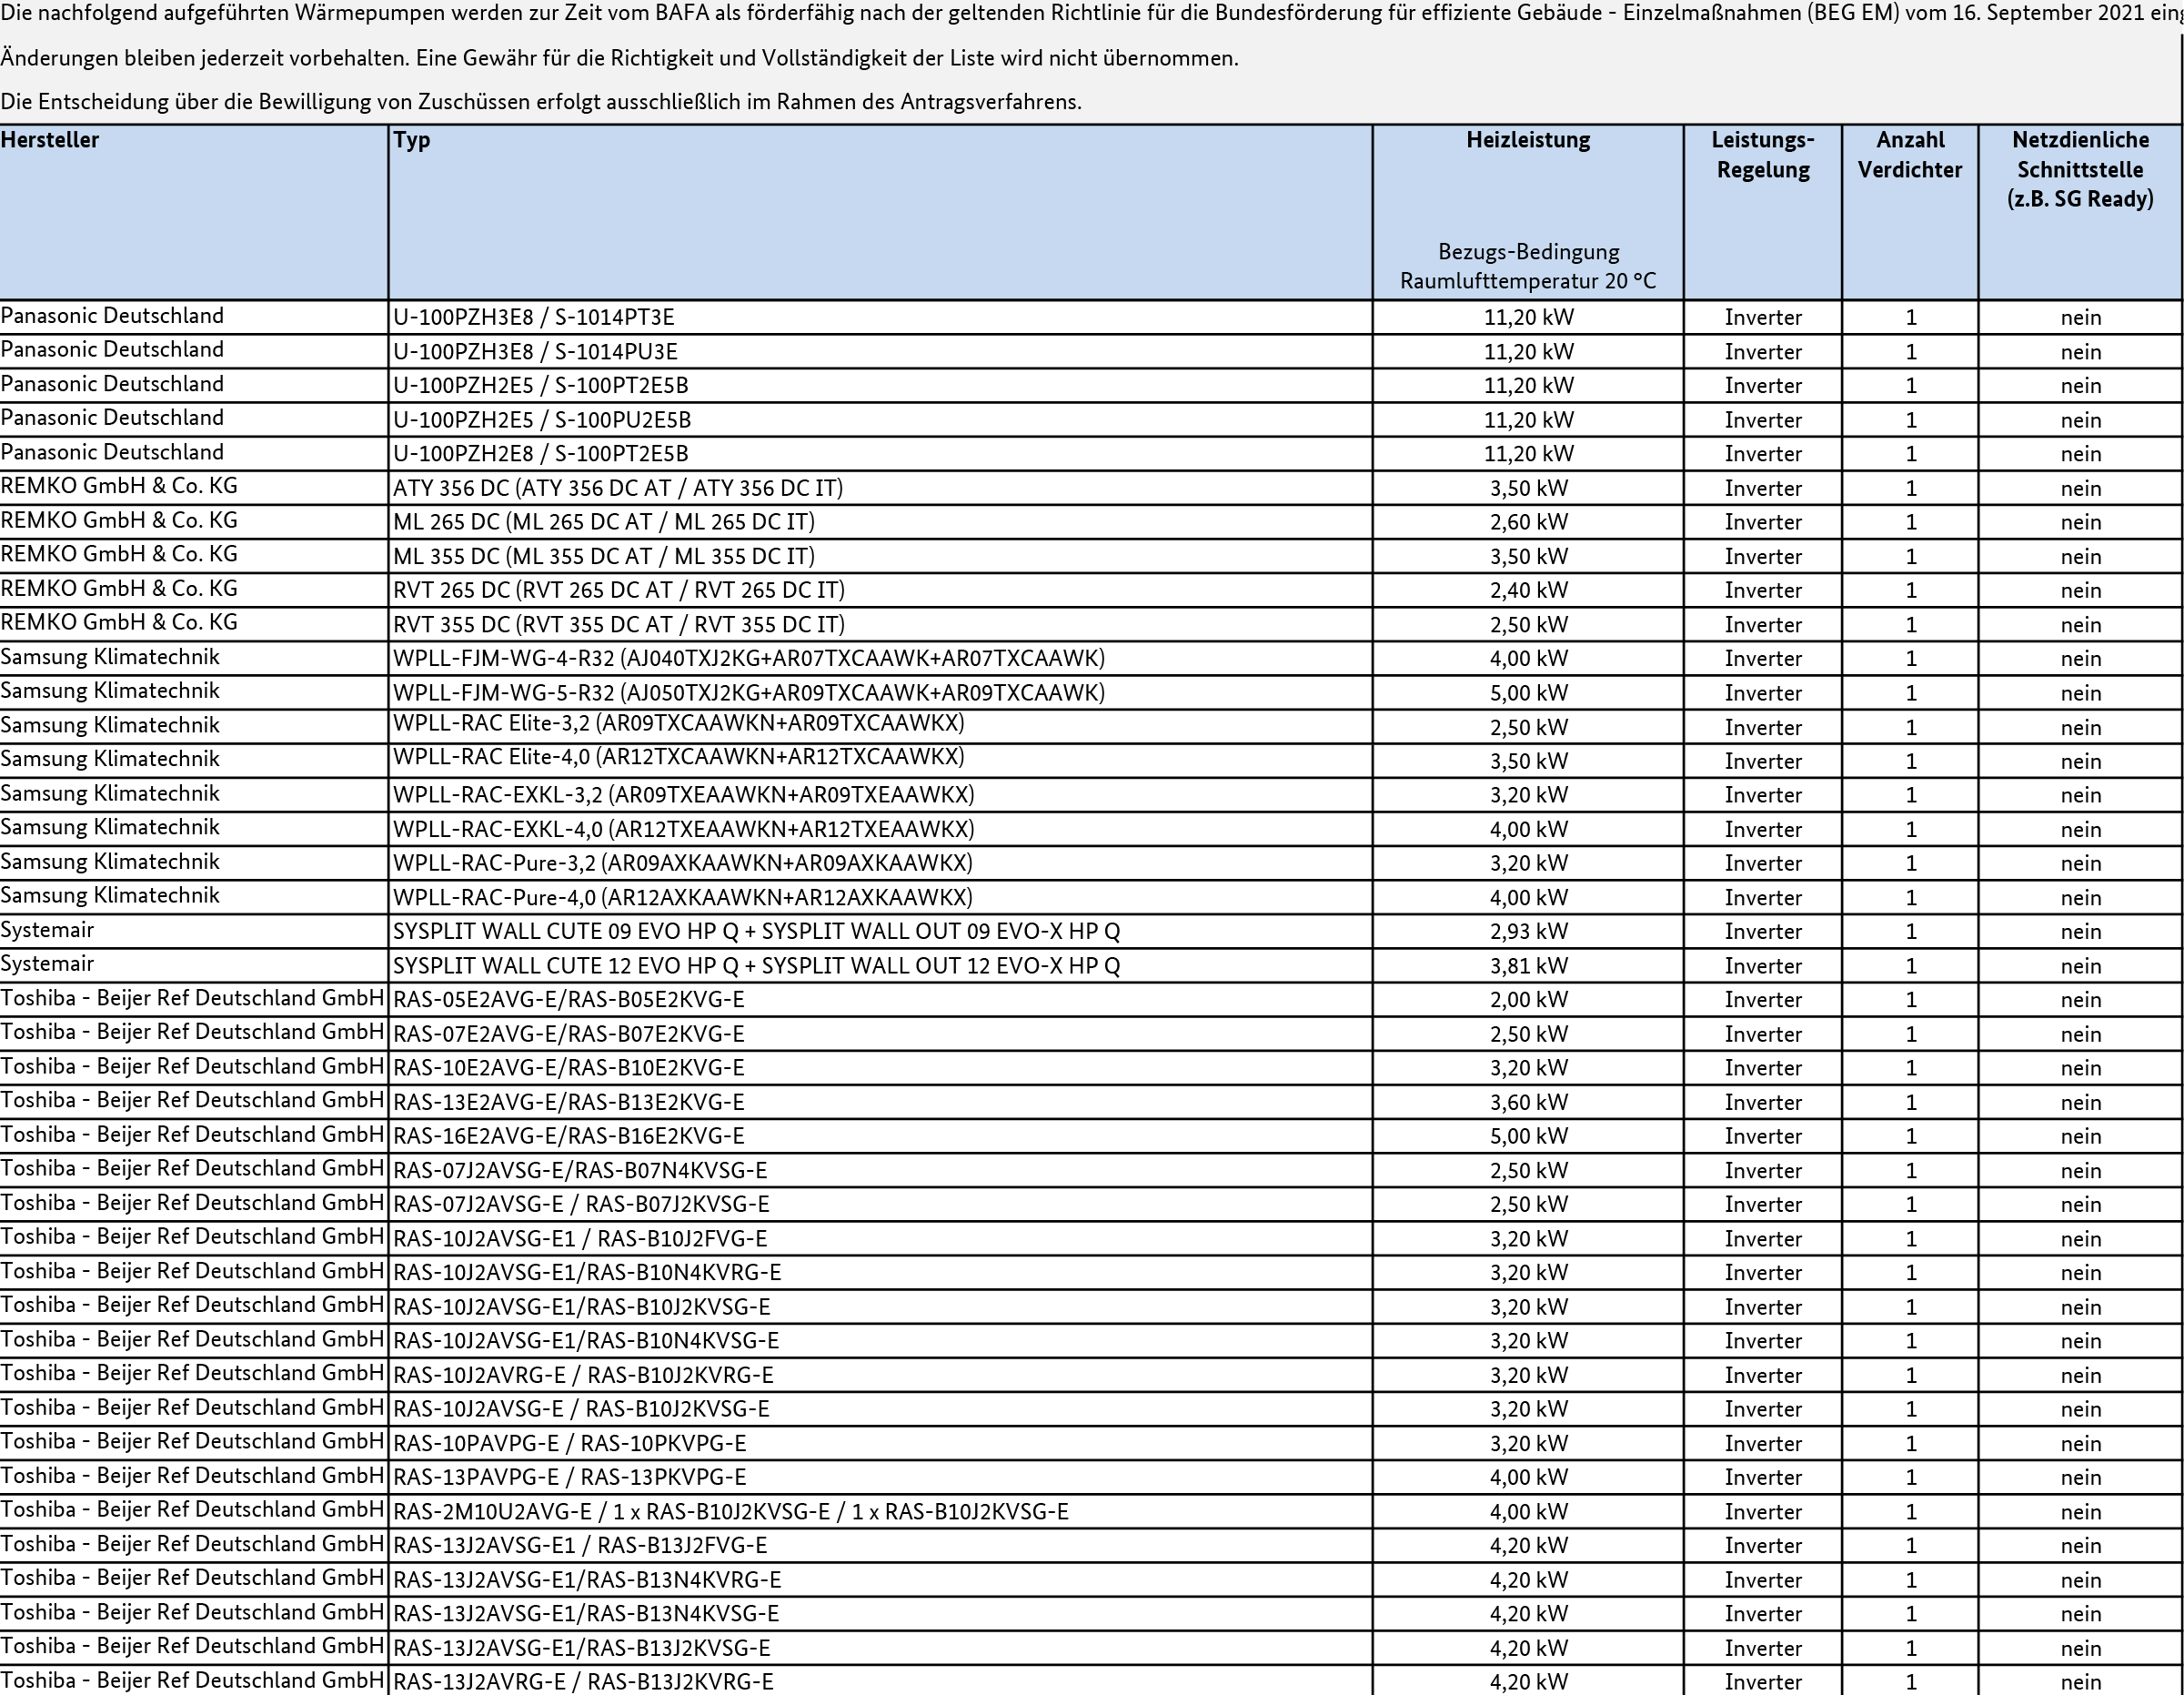 Die nachfolgend aufgeführten Wärmepumpen werden zur Zeit vom BAFA als förderfähig nach der geltenden Richtlinie für die Bundesförderung für effiziente Gebäude - Einzelmaßnahmen (BEG EM) vom 16. September 2021
Änderungen bleiben jederzeit vorbehalten. Eine Gewähr für die Richtigkeit und Vollständigkeit der Liste wird nicht übernommen.
Die Entscheidung über die Bewilligung von Zuschüssen erfolgt ausschließlich im Rahmen des Antragsverfahrens.
Hersteller Typ Heizleistung Leistungs- Anzahl Netzdienliche
Regelung Verdichter Schnittstelle
(z.B. SG Ready)
Bezugs-Bedingung
Raumlufttemperatur 20 °C
Panasonic Deutschland U-100PZH3E8 / S-1014PT3E 11,20 kW Inverter 1 nein
Panasonic Deutschland U-100PZH3E8 / S-1014PU3E 11,20 kW Inverter 1 nein
Panasonic Deutschland U-100PZH2E5 / S-100PT2E5B 11,20 kW Inverter 1 nein
Panasonic Deutschland U-100PZH2E5 / S-100PU2E5B 11,20 kW Inverter 1 nein
Panasonic Deutschland U-100PZH2E8 / S-100PT2E5B 11,20 kW Inverter 1 nein
REMKO GmbH & Co. KG ATY 356 DC (ATY 356 DC AT / ATY 356 DC IT) 3,50 kW Inverter 1 nein
REMKO GmbH & Co. KG ML 265 DC (ML 265 DC AT / ML 265 DC IT) 2,60 kW Inverter 1 nein
REMKO GmbH & Co. KG ML 355 DC (ML 355 DC AT / ML 355 DC IT) 3,50 kW Inverter 1 nein
REMKO GmbH & Co. KG RVT 265 DC (RVT 265 DC AT / RVT 265 DC IT) 2,40 kW Inverter 1 nein
REMKO GmbH & Co. KG RVT 355 DC (RVT 355 DC AT / RVT 355 DC IT) 2,50 kW Inverter 1 nein
Samsung Klimatechnik WPLL-FJM-WG-4-R32 (AJ040TXJ2KG+AR07TXCAAWK+AR07TXCAAWK) 4,00 kW Inverter 1 nein
Samsung Klimatechnik WPLL-FJM-WG-5-R32 (AJ050TXJ2KG+AR09TXCAAWK+AR09TXCAAWK) 5,00 kW Inverter 1 nein
Samsung Klimatechnik WPLL-RAC Elite-3,2 (AR09TXCAAWKN+AR09TXCAAWKX) 2,50 kW Inverter 1 nein
Samsung Klimatechnik WPLL-RAC Elite-4,0 (AR12TXCAAWKN+AR12TXCAAWKX) 3,50 kW Inverter 1 nein
Samsung Klimatechnik WPLL-RAC-EXKL-3,2 (AR09TXEAAWKN+AR09TXEAAWKX) 3,20 kW Inverter 1 nein
Samsung Klimatechnik WPLL-RAC-EXKL-4,0 (AR12TXEAAWKN+AR12TXEAAWKX) 4,00 kW Inverter 1 nein
Samsung Klimatechnik WPLL-RAC-Pure-3,2 (AR09AXKAAWKN+AR09AXKAAWKX) 3,20 kW Inverter 1 nein
Samsung Klimatechnik WPLL-RAC-Pure-4,0 (AR12AXKAAWKN+AR12AXKAAWKX) 4,00 kW Inverter 1 nein
Systemair SYSPLIT WALL CUTE 09 EVO HP Q + SYSPLIT WALL OUT 09 EVO-X HP Q 2,93 kW Inverter 1 nein
Systemair SYSPLIT WALL CUTE 12 EVO HP Q + SYSPLIT WALL OUT 12 EVO-X HP Q 3,81 kW Inverter 1 nein
Toshiba - Beijer Ref Deutschland GmbH RAS-05E2AVG-E/RAS-B05E2KVG-E 2,00 kW Inverter 1 nein
Toshiba - Beijer Ref Deutschland GmbH RAS-07E2AVG-E/RAS-B07E2KVG-E 2,50 kW Inverter 1 nein
Toshiba - Beijer Ref Deutschland GmbH RAS-10E2AVG-E/RAS-B10E2KVG-E 3,20 kW Inverter 1 nein
Toshiba - Beijer Ref Deutschland GmbH RAS-13E2AVG-E/RAS-B13E2KVG-E 3,60 kW Inverter 1 nein
Toshiba - Beijer Ref Deutschland GmbH RAS-16E2AVG-E/RAS-B16E2KVG-E 5,00 kW Inverter 1 nein
Toshiba - Beijer Ref Deutschland GmbH RAS-07J2AVSG-E/RAS-B07N4KVSG-E 2,50 kW Inverter 1 nein
Toshiba - Beijer Ref Deutschland GmbH RAS-07J2AVSG-E / RAS-B07J2KVSG-E 2,50 kW Inverter 1 nein
Toshiba - Beijer Ref Deutschland GmbH RAS-10J2AVSG-E1 / RAS-B10J2FVG-E 3,20 kW Inverter 1 nein
Toshiba - Beijer Ref Deutschland GmbH RAS-10J2AVSG-E1/RAS-B10N4KVRG-E 3,20 kW Inverter 1 nein
Toshiba - Beijer Ref Deutschland GmbH RAS-10J2AVSG-E1/RAS-B10J2KVSG-E 3,20 kW Inverter 1 nein
Toshiba - Beijer Ref Deutschland GmbH RAS-10J2AVSG-E1/RAS-B10N4KVSG-E 3,20 kW Inverter 1 nein
Toshiba - Beijer Ref Deutschland GmbH RAS-10J2AVRG-E / RAS-B10J2KVRG-E 3,20 kW Inverter 1 nein
Toshiba - Beijer Ref Deutschland GmbH RAS-10J2AVSG-E / RAS-B10J2KVSG-E 3,20 kW Inverter 1 nein
Toshiba - Beijer Ref Deutschland GmbH RAS-10PAVPG-E / RAS-10PKVPG-E 3,20 kW Inverter 1 nein
Toshiba - Beijer Ref Deutschland GmbH RAS-13PAVPG-E / RAS-13PKVPG-E 4,00 kW Inverter 1 nein
Toshiba - Beijer Ref Deutschland GmbH RAS-2M10U2AVG-E / 1 x RAS-B10J2KVSG-E / 1 x RAS-B10J2KVSG-E 4,00 kW Inverter 1 nein
Toshiba - Beijer Ref Deutschland GmbH RAS-13J2AVSG-E1 / RAS-B13J2FVG-E 4,20 kW Inverter 1 nein
Toshiba - Beijer Ref Deutschland GmbH RAS-13J2AVSG-E1/RAS-B13N4KVRG-E 4,20 kW Inverter 1 nein
Toshiba - Beijer Ref Deutschland GmbH RAS-13J2AVSG-E1/RAS-B13N4KVSG-E 4,20 kW Inverter 1 nein
Toshiba - Beijer Ref Deutschland GmbH RAS-13J2AVSG-E1/RAS-B13J2KVSG-E 4,20 kW Inverter 1 nein
Toshiba - Beijer Ref Deutschland GmbH RAS-13J2AVRG-E / RAS-B13J2KVRG-E 4,20 kW Inverter 1 nein